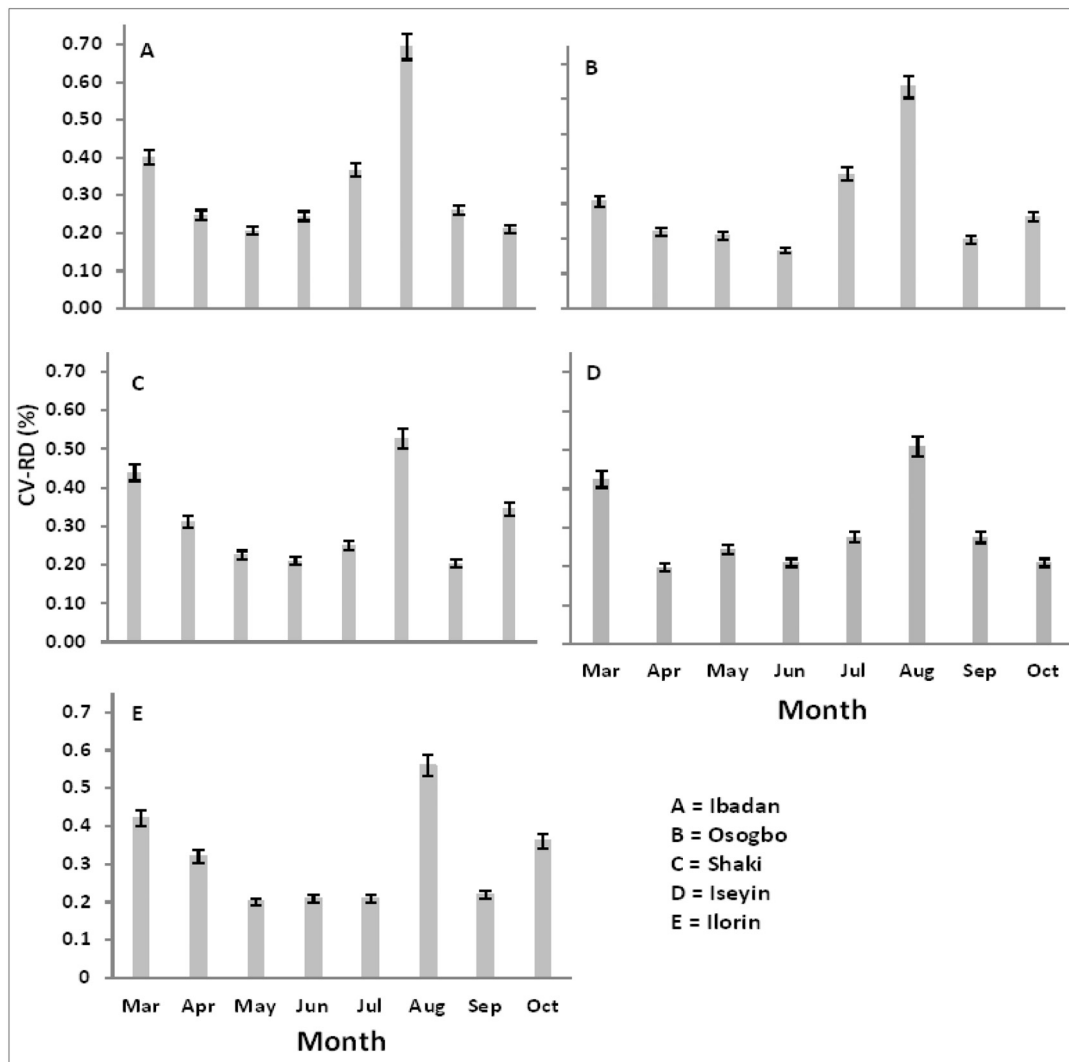 A
0.70
0.60
0.50
0.40
0.30
0.20
0.10
0.00
B
CV-RD (%)
C
0.70
0.60
0.50
0.40
0.30
0.20
0.10
0.00
D
Mar Apr May Jun Jul Aug Sep Oct
Month
E
0.7
0.6
0.5
0.4
0.3
0.2
0.1
0
Mar Apr May Jun Jul Aug Sep Oct
Month
A = Ibadan
B = Osogbo
C = Shaki
D = Iseyin
E = Ilorin